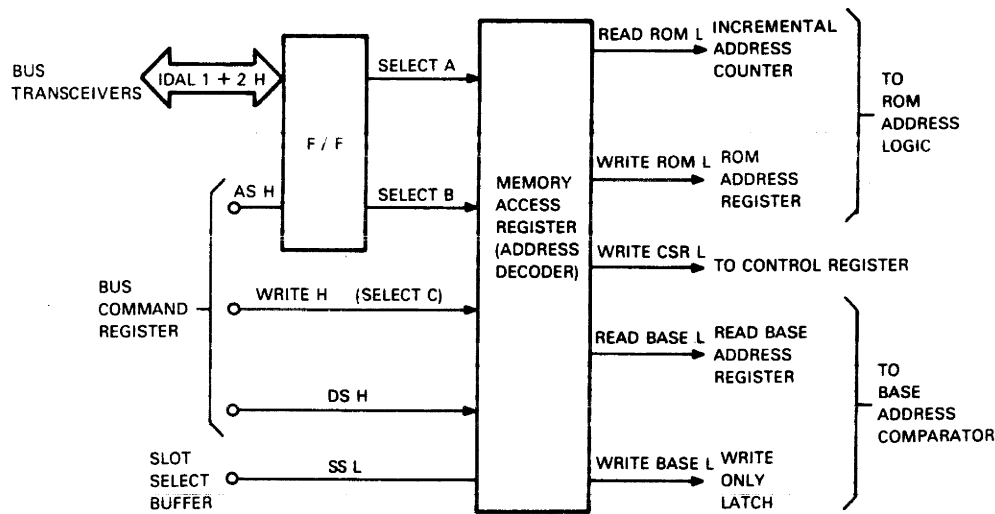 BUS
TRANSCEIVERS
IDAL 1 + 2 H
F / F
SELECT A
SELECT B
AS H
BUS
COMMAND
REGISTER
WRITE H (SELECT C)
DS H
SLOT
SELECT
BUFFER
SS L
MEMORY
ACCESS
REGISTER
(ADDRESS
DECODER)
READ ROM L
INCREMENTAL
ADDRESS
COUNTER
WRITE ROM L
ROM
ADDRESS
REGISTER
TO
ROM
ADDRESS
LOGIC
WRITE CSR L
TO CONTROL REGISTER
READ BASE L
READ BASE
ADDRESS
REGISTER
WRITE BASE L
WRITE
ONLY
LATCH
TO
BASE
ADDRESS
COMPARATOR